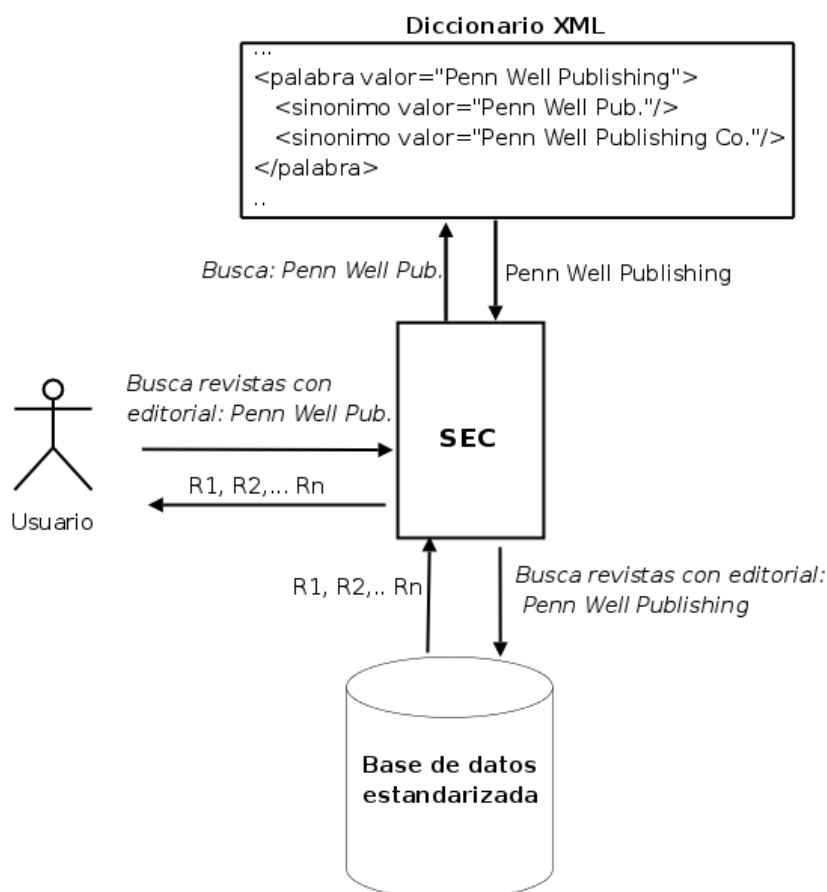 Diccionario XML
...
<palabra valor="Penn Well Publishing">
<sinonimo valor="Penn Well Pub."/>
<sinonimo valor="Penn Well Publishing Co."/>
</palabra>
..
Busca: Penn Well Pub.
Penn Well Publishing
Busca revistas con
editorial: Penn Well Pub.
SEC
R1, R2,... Rn
Usuario
R1, R2,.. Rn
Busca revistas con editorial:
Penn Well Publishing
Base de datos
estandarizada